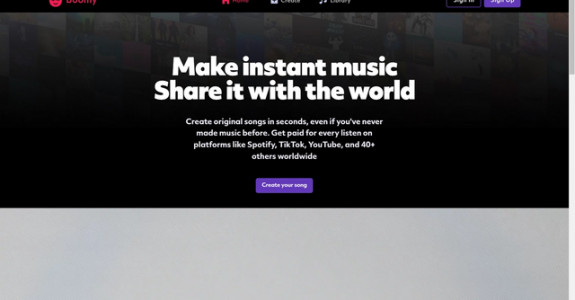 Boomy
Home Create Library Sign In Sign Up
Make instant music
Share it with the world
Create original songs in seconds, even if you've never
made music before. Get paid for every listen on
platforms like Spotify, TikTok, YouTube, and 40+
others worldwide
Create your song